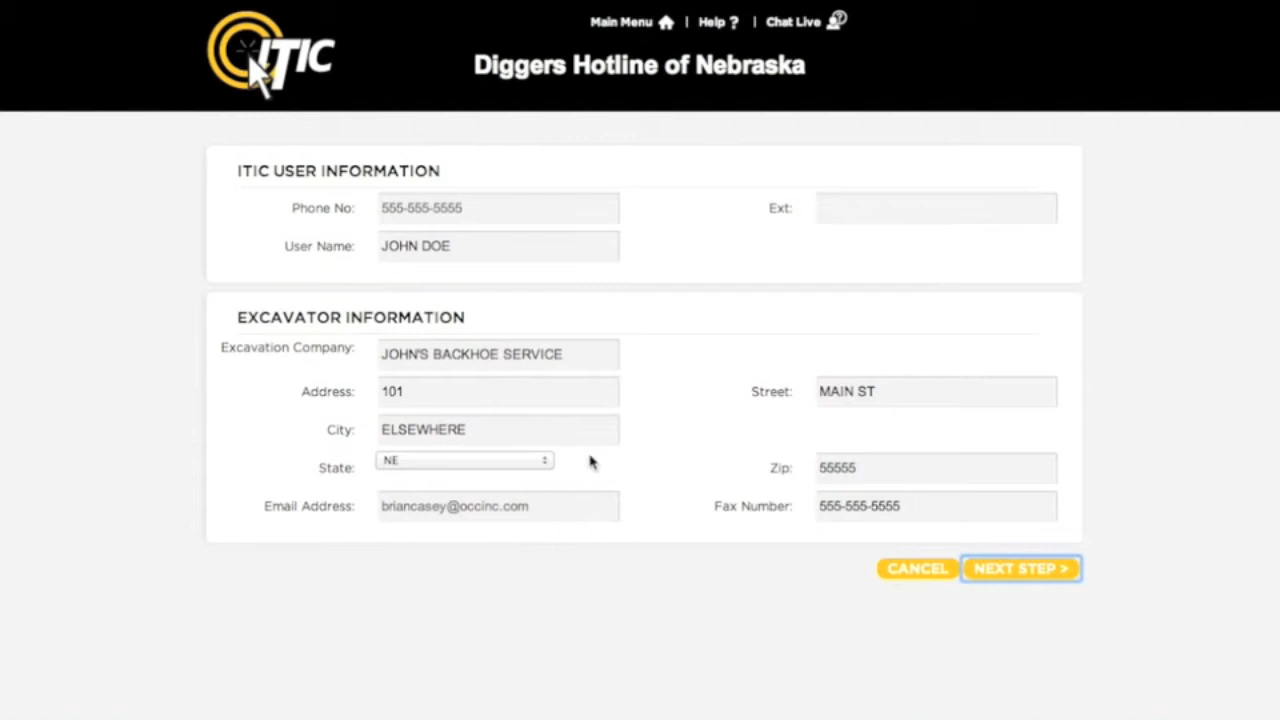 Main Menu | Help ? | Chat Live
ITIC
Diggers Hotline of Nebraska
ITIC USER INFORMATION
Phone No: 555-555-5555 Ext:
User Name: JOHN DOE
EXCAVATOR INFORMATION
Excavation Company: JOHN'S BACKHOE SERVICE
Address: 101 Street: MAIN ST
City: ELSEWHERE
State: NE Zip: 55555
Email Address: briancasey@occinc.com Fax Number: 555-555-5555
CANCEL NEXT STEP >